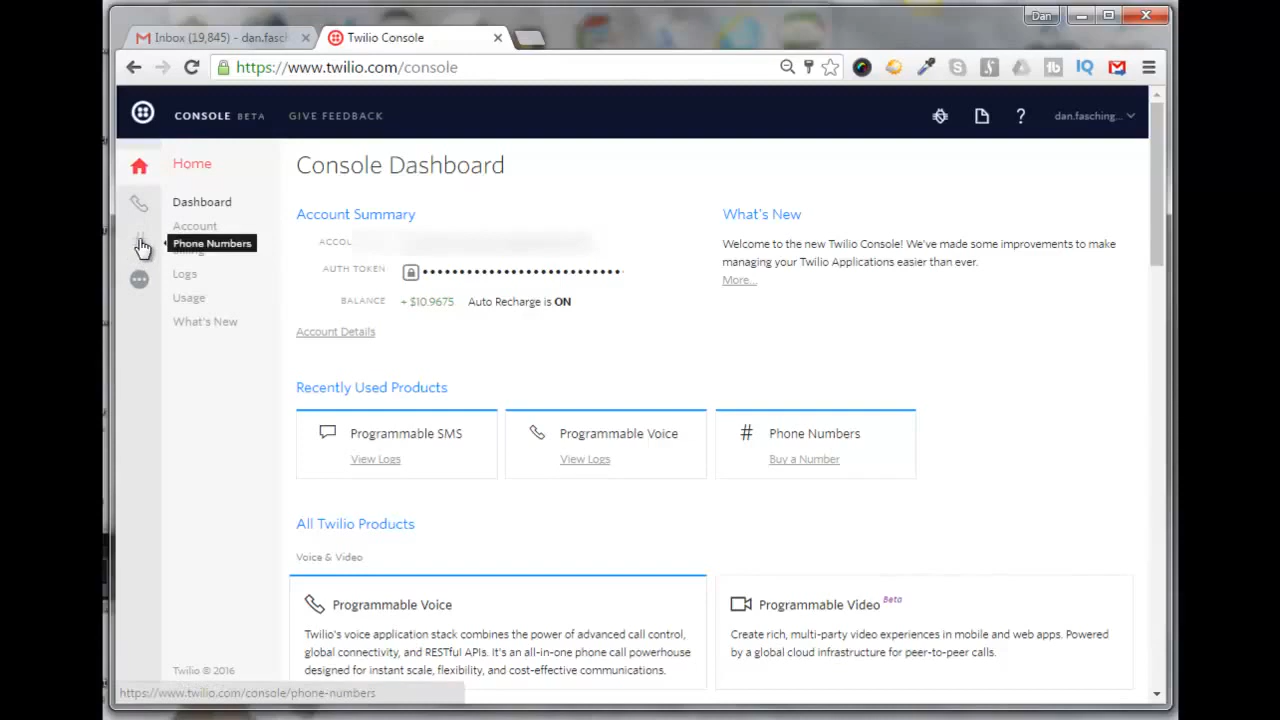 Dan
Inbox (19,845) - dan.fasch
Twilio Console
https://www.twilio.com/console
CONSOLE BETA
GIVE FEEDBACK
?
dan.fasching...
Home
Dashboard
Account
Phone Numbers
Logs
Usage
What's New
Twilio © 2016
Console Dashboard
Account Summary
AUTH TOKEN
BALANCE + $10.9675 Auto Recharge is ON
Account Details
What's New
Welcome to the new Twilio Console! We've made some improvements to make
managing your Twilio Applications easier than ever.
More...
Recently Used Products
Programmable SMS
View Logs
Programmable Voice
View Logs
# Phone Numbers
Buy a Number
All Twilio Products
Voice & Video
Programmable Voice
Twilio's voice application stack combines the power of advanced call control,
global connectivity, and RESTful APIs. It's an all-in-one phone call powerhouse
designed for instant scale, flexibility, and cost-effective communications.
Programmable Video Beta
Create rich, multi-party video experiences in mobile and web apps. Powered
by a global cloud infrastructure for peer-to-peer calls.
https://www.twilio.com/console/phone-numbers